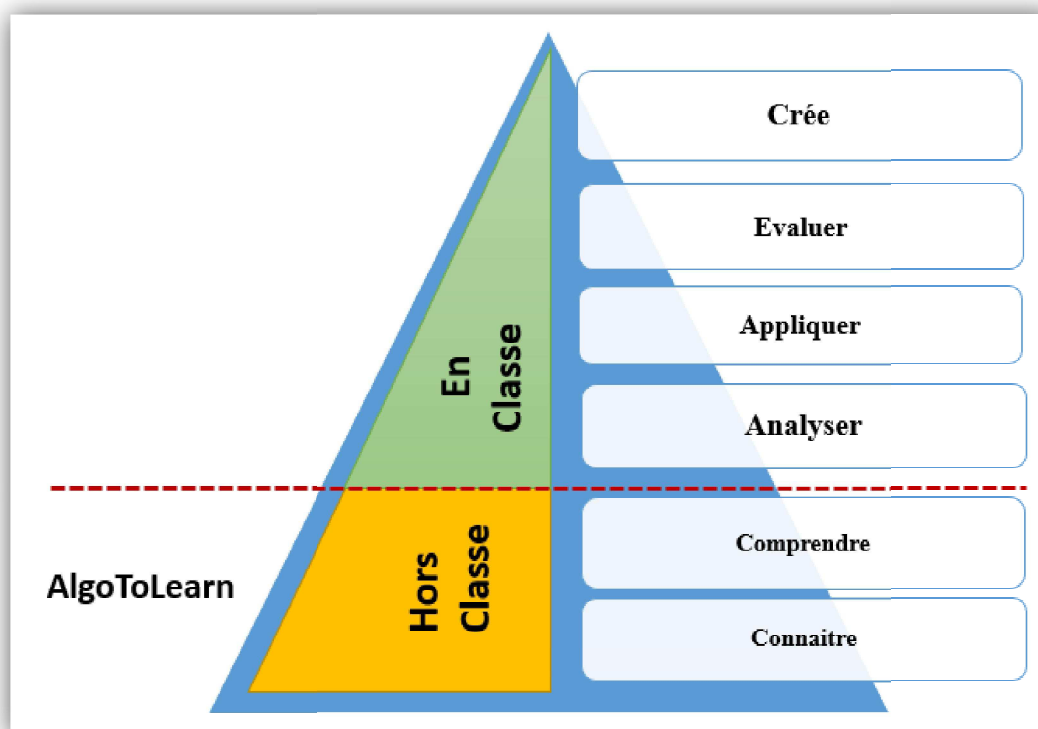 Crée
Evaluer
Appliquer
Analyser
En
Classe
Comprendre
Connaitre
Hors
Classe
AlgoToLearn